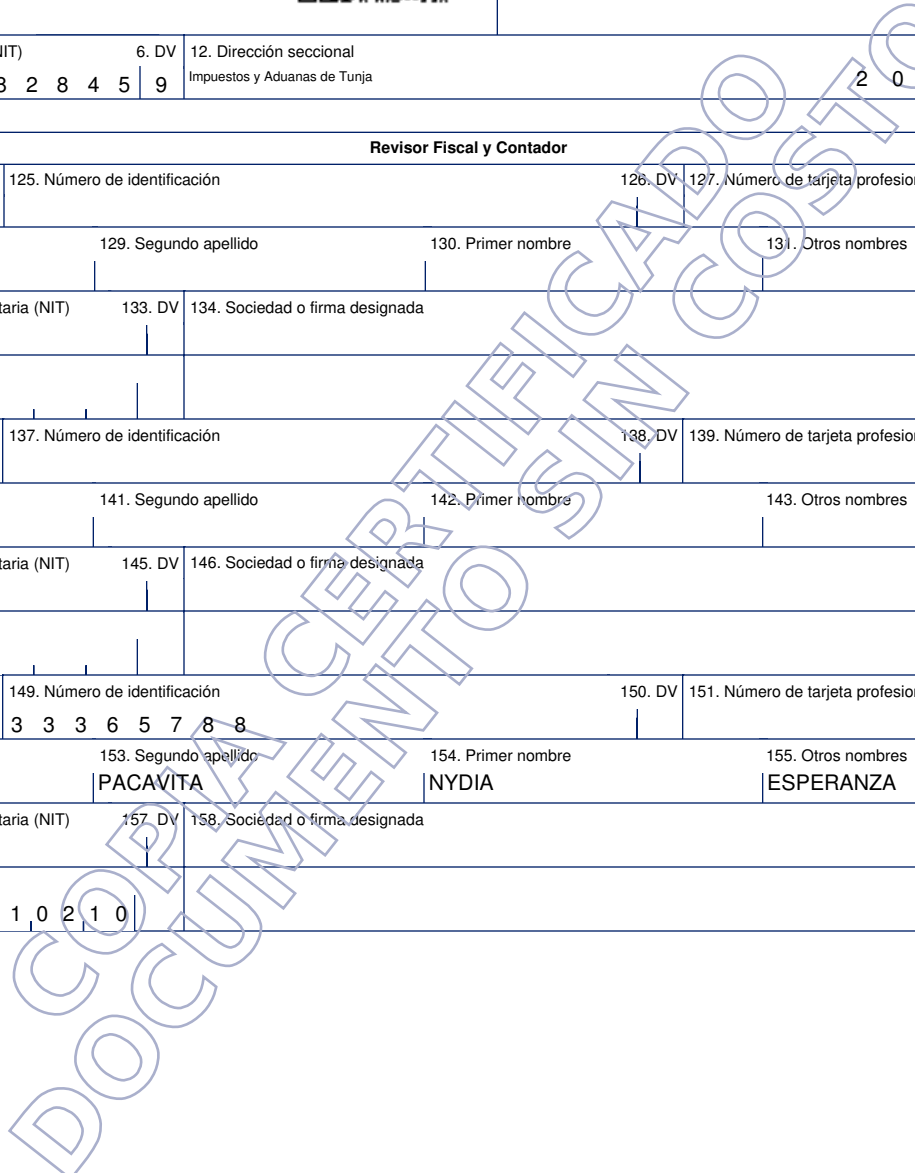 NIT) 6. DV 12. Dirección seccional
3 2 8 4 5 9 Impuestos y Aduanas de Tunja 2 0
Revisor Fiscal y Contador
125. Número de identificación 126. DV 127. Número de tarjeta profesion
129. Segundo apellido 130. Primer nombre 131. Otros nombres
taria (NIT) 133. DV 134. Sociedad o firma designada
137. Número de identificación 138. DV 139. Número de tarjeta profesion
141. Segundo apellido 142. Primer nombre 143. Otros nombres
taria (NIT) 145. DV 146. Sociedad o firma designada
149. Número de identificación 150. DV 151. Número de tarjeta profesion
3 3 3 6 5 7 8 8
153. Segundo apellido 154. Primer nombre 155. Otros nombres
PACAVITA NYDIA ESPERANZA
taria (NIT) 157. DV 158. Sociedad o firma designada
1 0 2 1 0
COPIA CERTIFICADO
DOCUMENTO SIN COSTO